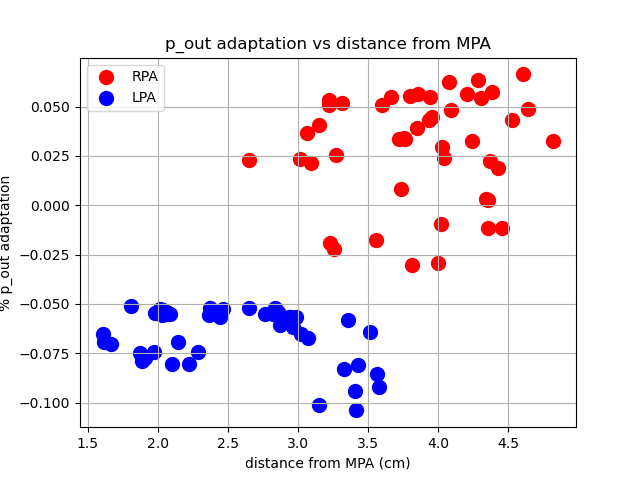 p_out adaptation vs distance from MPA
RPA
LPA
% p_out adaptation
0.050
0.025
0.000
−0.025
−0.050
−0.075
−0.100
1.5 2.0 2.5 3.0 3.5 4.0 4.5
distance from MPA (cm)